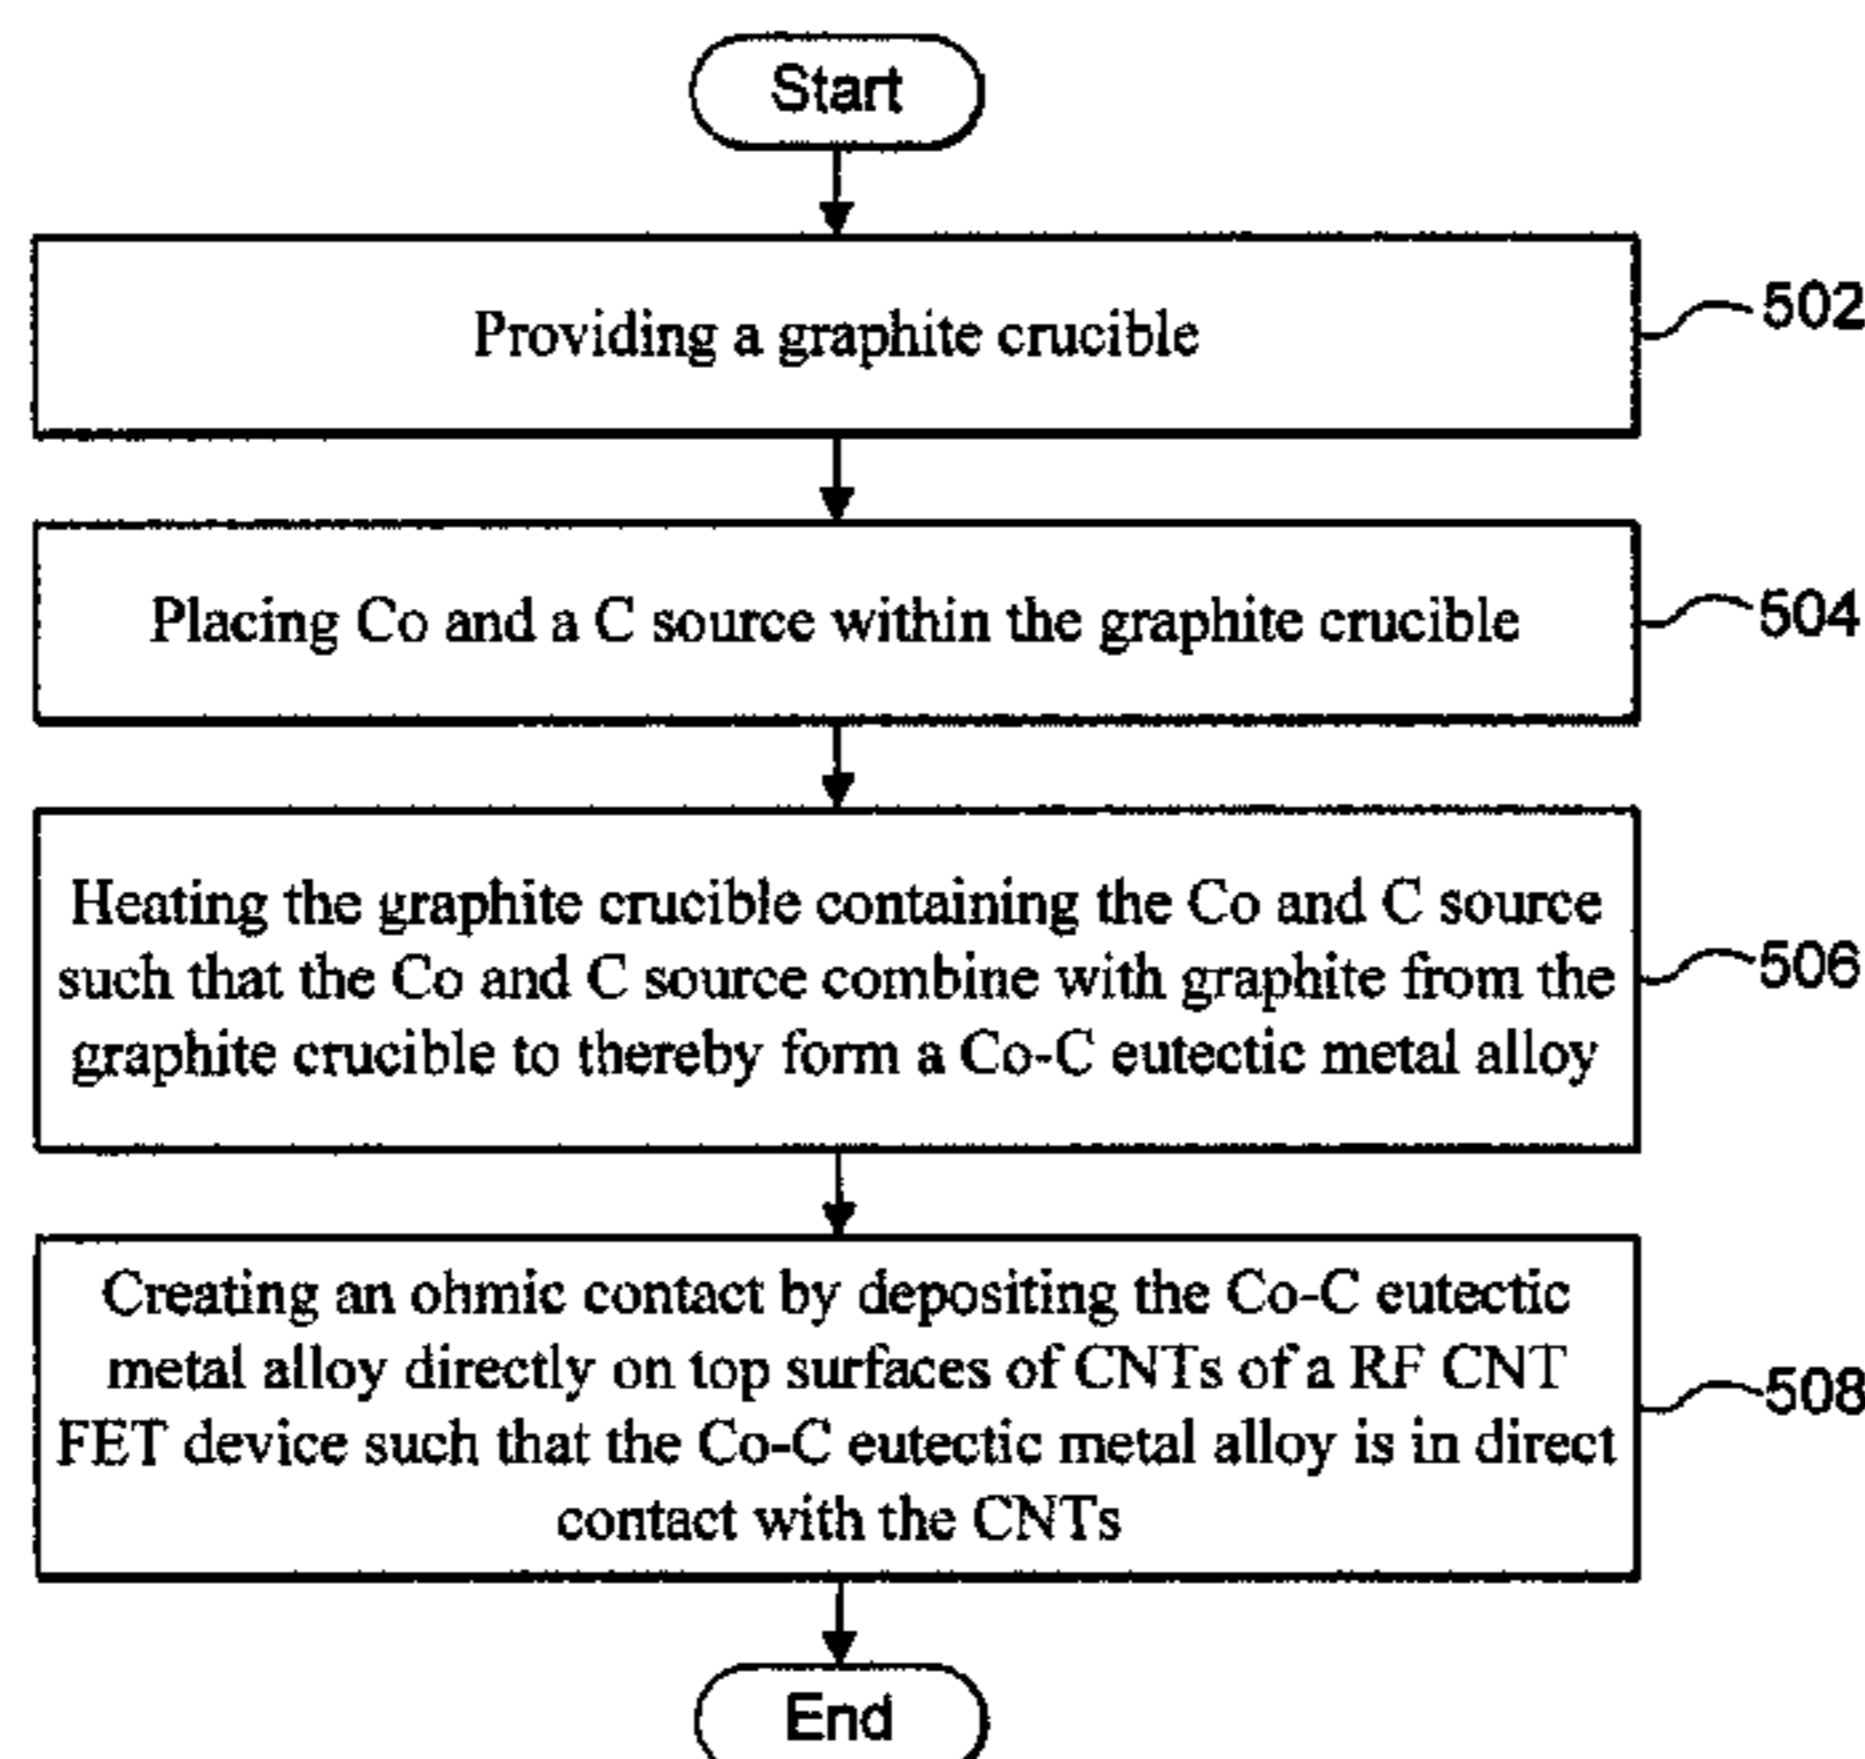 Start
Providing a graphite crucible
502
Placing Co and a C source within the graphite crucible
504
Heating the graphite crucible containing the Co and C source
such that the Co and C source combine with graphite from the
graphite crucible to thereby form a Co-C eutectic metal alloy
506
Creating an ohmic contact by depositing the Co-C eutectic
metal alloy directly on top surfaces of CNTs of a RF CNT
FET device such that the Co-C eutectic metal alloy is in direct
contact with the CNTs
508
End